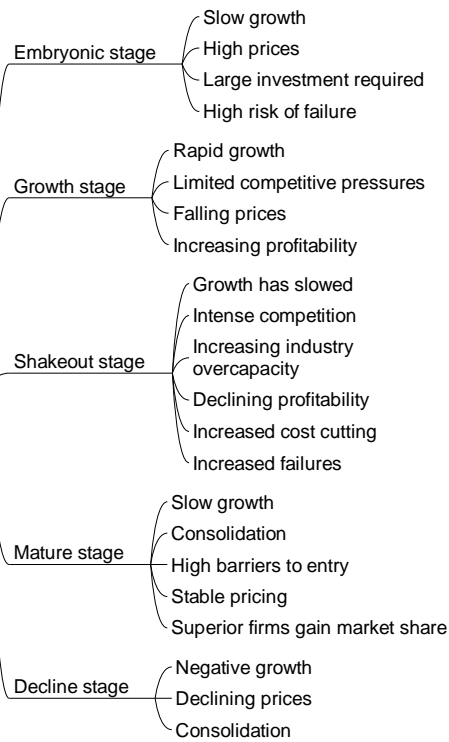 Embryonic stage
Slow growth
High prices
Large investment required
High risk of failure
Growth stage
Rapid growth
Limited competitive pressures
Falling prices
Increasing profitability
Shakeout stage
Growth has slowed
Intense competition
Increasing industry
overcapacity
Declining profitability
Increased cost cutting
Increased failures
Mature stage
Slow growth
Consolidation
High barriers to entry
Stable pricing
Superior firms gain market share
Decline stage
Negative growth
Declining prices
Consolidation